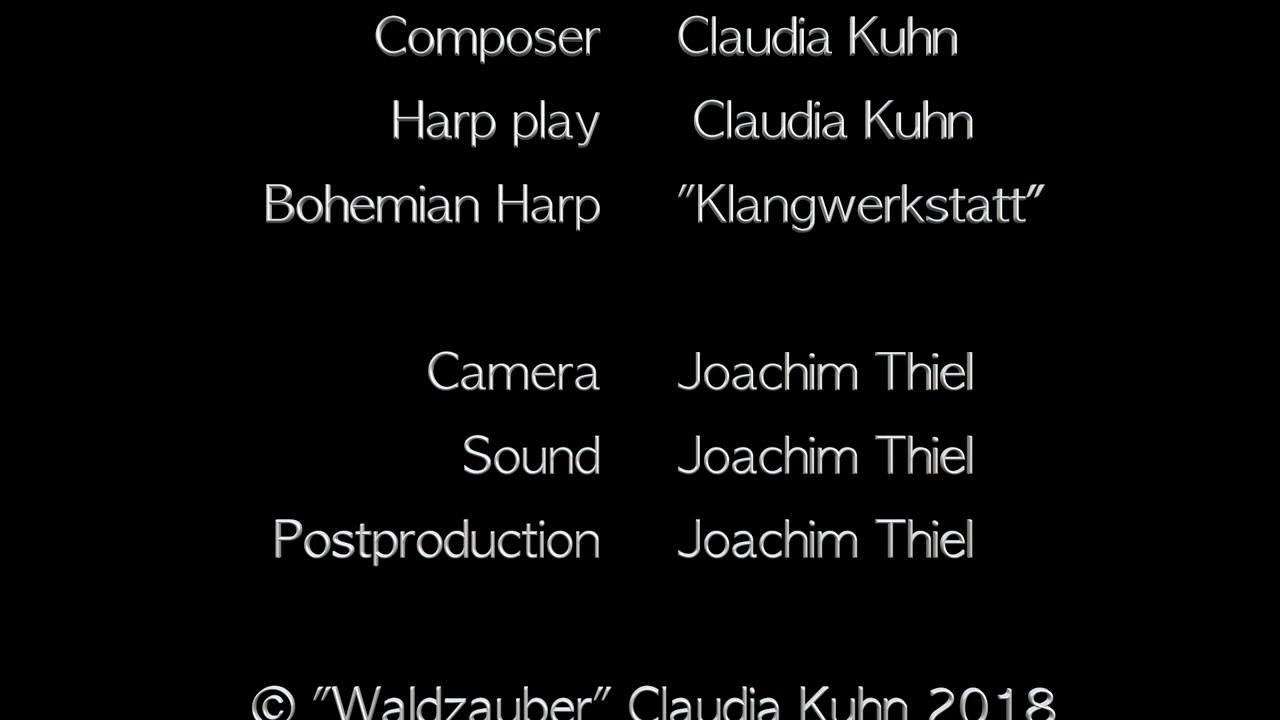 Composer Claudia Kuhn
Harp play Claudia Kuhn
Bohemian Harp "Klangwerkstatt"
Camera Joachim Thiel
Sound Joachim Thiel
Postproduction Joachim Thiel
© "Waldzauber" Claudia Kuhn 2018